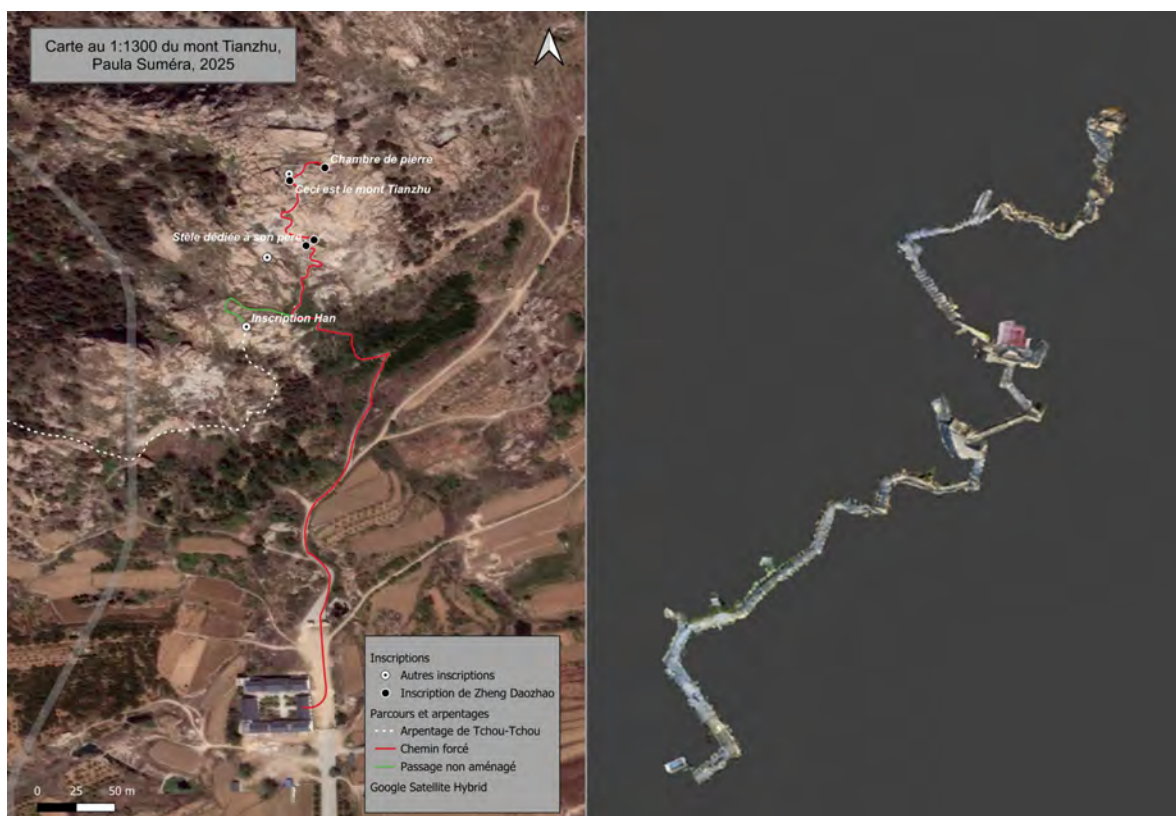 Carte au 1:1300 du mont Tianzhu,
Paula Suméra, 2025
Chambre de pierre
Ceci est le mont Tianzhu
Stèle dédiée à son père
Inscription Han
Inscriptions
Autres inscriptions
Inscription de Zheng Daozhao
Parcours et arpentages
Arpentage de Tchou-Tchou
Chemin forcé
Passage non aménagé
Google Satellite Hybrid
0 25 50 m